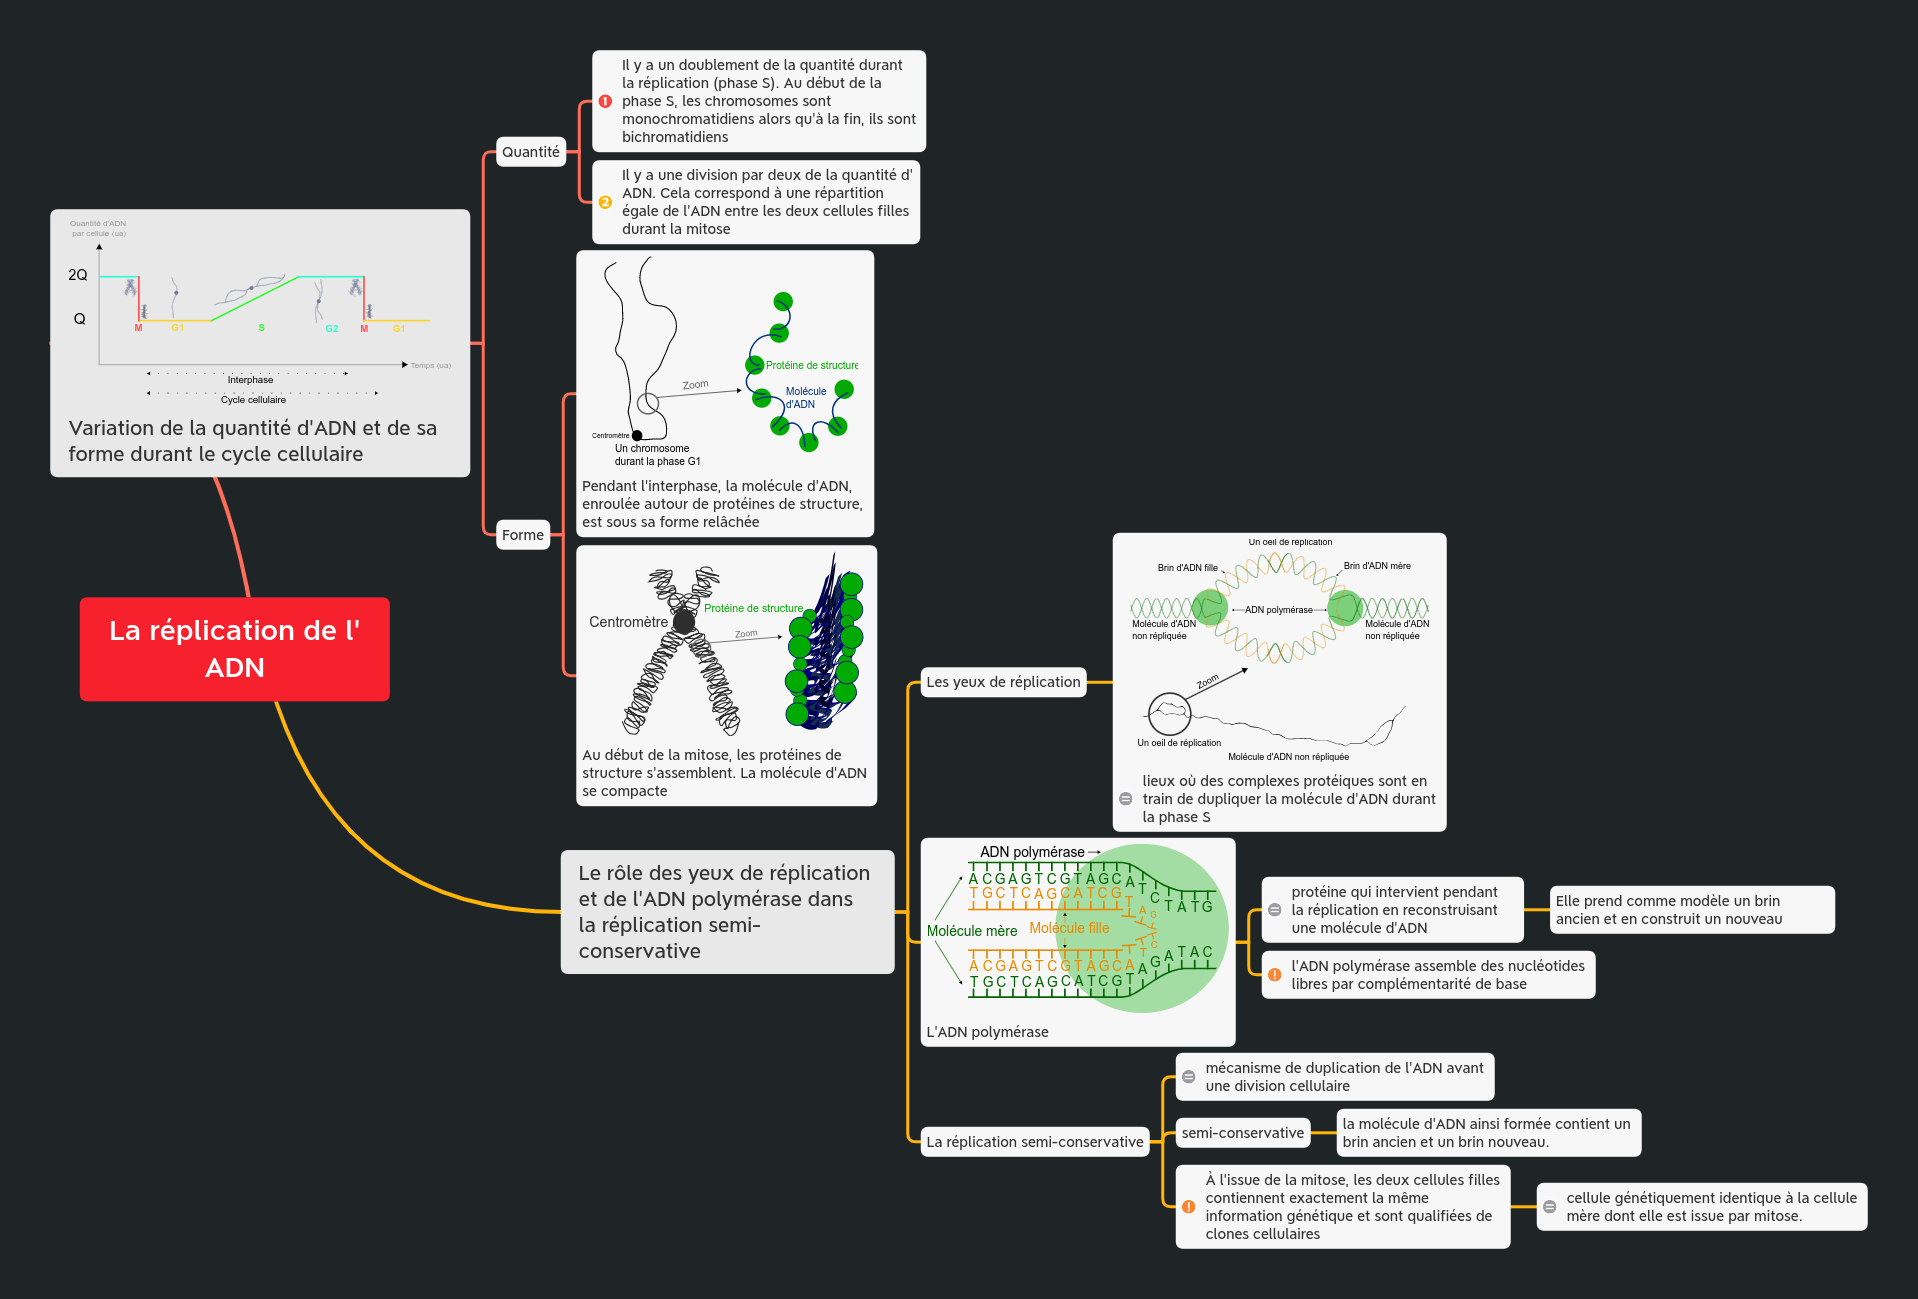 La réplication de l'
ADN
Quantité d'ADN
par cellule (ua)
2Q
Q
M
G1
S
G2
M
G1
Temps (ua)
Interphase
Cycle cellulaire
Variation de la quantité d'ADN et de sa
forme durant le cycle cellulaire
Quantité
1
Il y a un doublement de la quantité durant
la réplication (phase S). Au début de la
phase S, les chromosomes sont
monochromatidiens alors qu'à la fin, ils sont
bichromatidiens
2
Il y a une division par deux de la quantité d'
ADN. Cela correspond à une répartition
égale de l'ADN entre les deux cellules filles
durant la mitose
Forme
Protéine de structure
Zoom
Molécule
d'ADN
Centromètre
Un chromosome
durant la phase G1
Pendant l'interphase, la molécule d'ADN,
enroulée autour de protéines de structure,
est sous sa forme relâchée
Protéine de structure
Centromètre
Zoom
Au début de la mitose, les protéines de
structure s'assemblent. La molécule d'ADN
se compacte
Le rôle des yeux de réplication
et de l'ADN polymérase dans
la réplication semi-
conservative
Les yeux de réplication
Un oeil de réplication
Brin d'ADN fille
Brin d'ADN mère
ADN polymérase
Molécule d'ADN
non répliquée
Molécule d'ADN
non répliquée
Zoom
Un oeil de réplication
Molécule d'ADN non répliquée
lieux où des complexes protéiques sont en
train de dupliquer la molécule d'ADN durant
la phase S
ADN polymérase
ACGAGTCGTAGCATCTATG
TGCTCAGCATCGTAG
Molécule mère
Molécule fille
ACGAGTCGTAGCATC
TGCTCAGCATCGTAGATAC
L'ADN polymérase
protéine qui intervient pendant
la réplication en reconstruisant
une molécule d'ADN
Elle prend comme modèle un brin
ancien et en construit un nouveau
!
l'ADN polymérase assemble des nucléotides
libres par complémentarité de base
La réplication semi-conservative
mécanisme de duplication de l'ADN avant
une division cellulaire
semi-conservative
la molécule d'ADN ainsi formée contient un
brin ancien et un brin nouveau.
!
À l'issue de la mitose, les deux cellules filles
contiennent exactement la même
information génétique et sont qualifiées de
clones cellulaires
cellule génétiquement identique à la cellule
mère dont elle est issue par mitose.